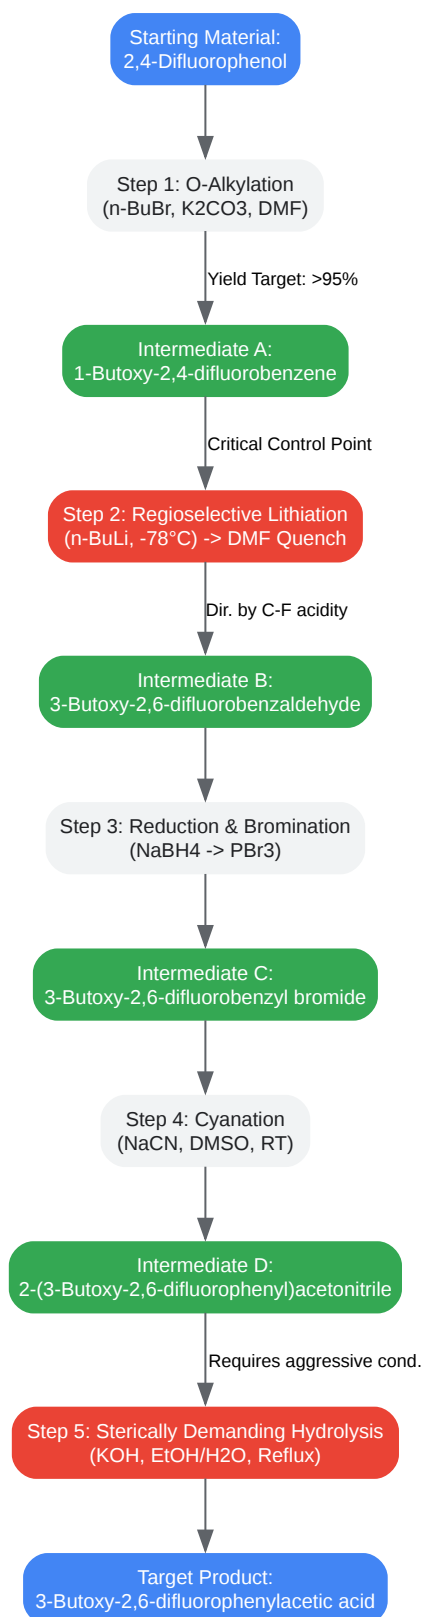 Starting Material:
2,4-Difluorophenol
Step 1: O-Alkylation
(n-BuBr, K2CO3, DMF)
Yield Target: >95%
Intermediate A:
1-Butoxy-2,4-difluorobenzene
Critical Control Point
Step 2: Regioselective Lithiation
(n-BuLi, -78°C) -> DMF Quench
Dir. by C-F acidity
Intermediate B:
3-Butoxy-2,6-difluorobenzaldehyde
Step 3: Reduction & Bromination
(NaBH4 -> PBr3)
Intermediate C:
3-Butoxy-2,6-difluorobenzyl bromide
Step 4: Cyanation
(NaCN, DMSO, RT)
Intermediate D:
2-(3-Butoxy-2,6-difluorophenyl)acetonitrile
Requires aggressive cond.
Step 5: Sterically Demanding Hydrolysis
(KOH, EtOH/H2O, Reflux)
Target Product:
3-Butoxy-2,6-difluorophenylacetic acid